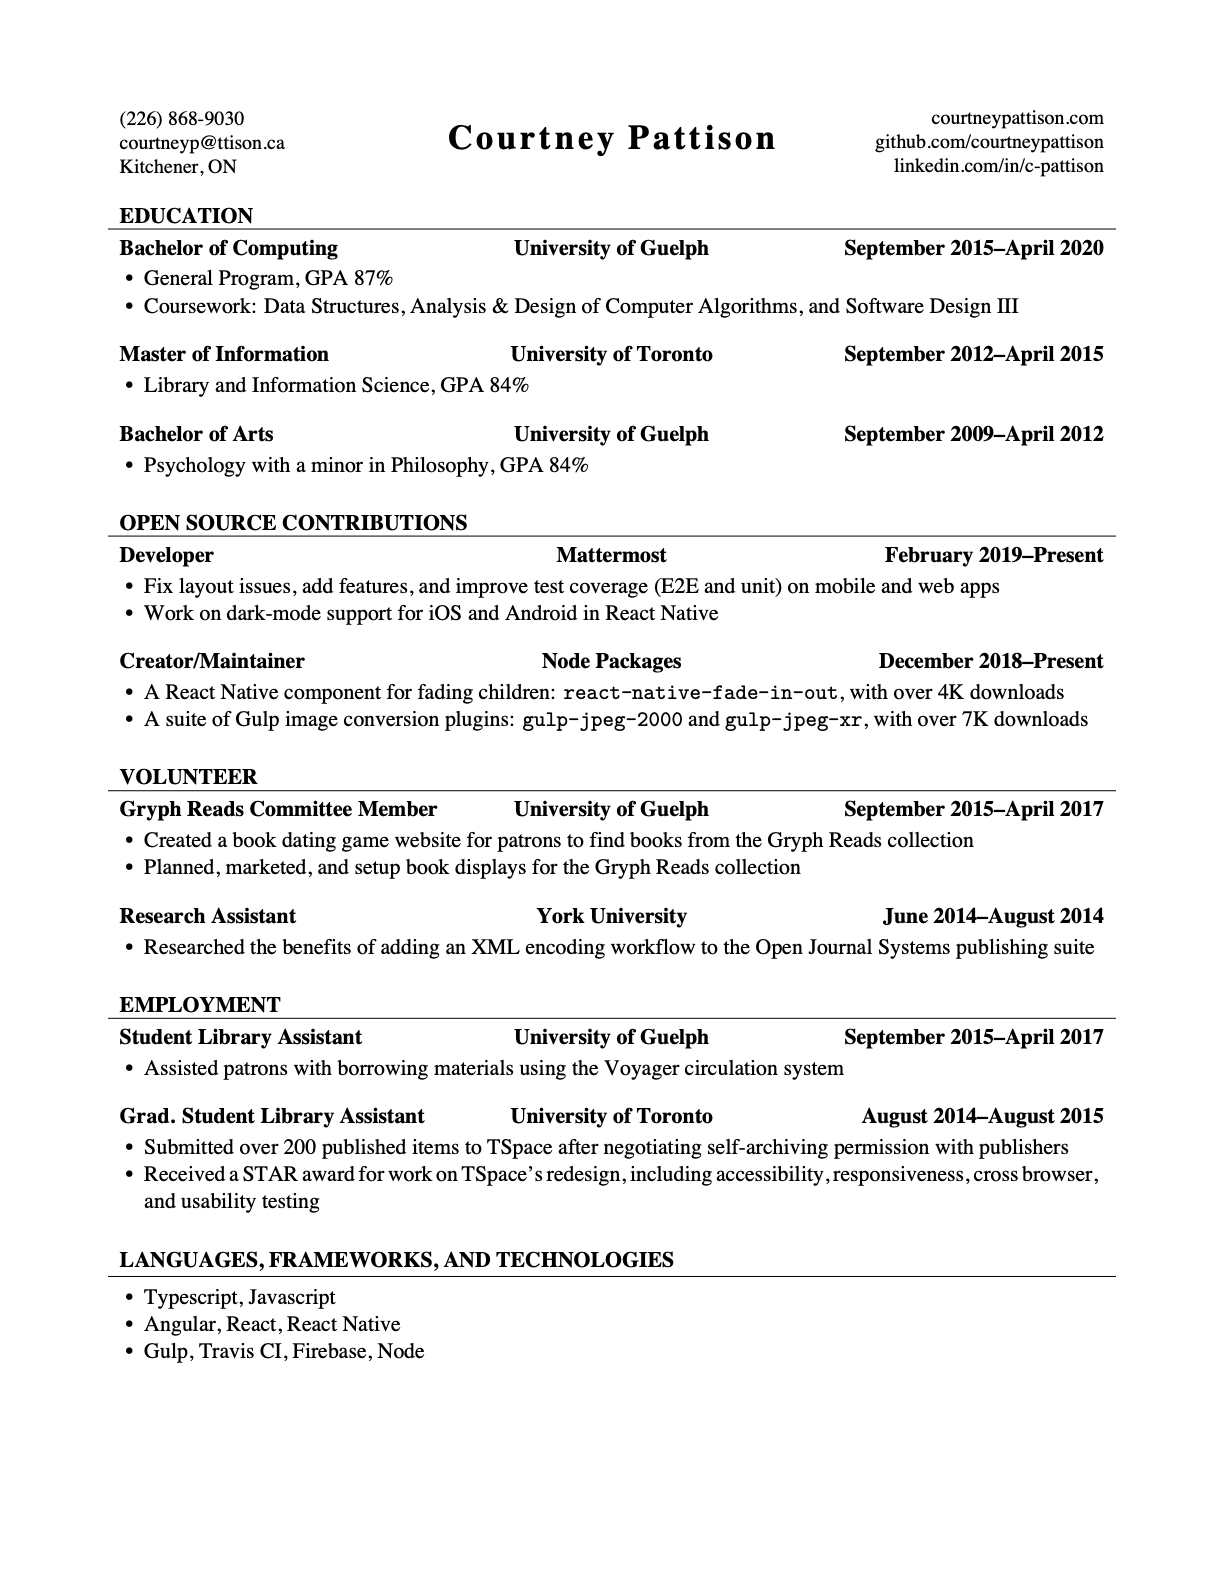 (226) 868-9030
courtneyp@ttison.ca
Kitchener, ON
Courtney Pattison
courtneypattison.com
github.com/courtneypattison
linkedin.com/in/c-pattison
EDUCATION
Bachelor of Computing University of Guelph September 2015–April 2020
• General Program, GPA 87%
• Coursework: Data Structures, Analysis & Design of Computer Algorithms, and Software Design III
Master of Information University of Toronto September 2012–April 2015
• Library and Information Science, GPA 84%
Bachelor of Arts University of Guelph September 2009–April 2012
• Psychology with a minor in Philosophy, GPA 84%
OPEN SOURCE CONTRIBUTIONS
Developer Mattermost February 2019–Present
• Fix layout issues, add features, and improve test coverage (E2E and unit) on mobile and web apps
• Work on dark-mode support for iOS and Android in React Native
Creator/Maintainer Node Packages December 2018–Present
• A React Native component for fading children: react-native-fade-in-out, with over 4K downloads
• A suite of Gulp image conversion plugins: gulp-jpeg-2000 and gulp-jpeg-xr, with over 7K downloads
VOLUNTEER
Gryph Reads Committee Member University of Guelph September 2015–April 2017
• Created a book dating game website for patrons to find books from the Gryph Reads collection
• Planned, marketed, and setup book displays for the Gryph Reads collection
Research Assistant York University June 2014–August 2014
• Researched the benefits of adding an XML encoding workflow to the Open Journal Systems publishing suite
EMPLOYMENT
Student Library Assistant University of Guelph September 2015–April 2017
• Assisted patrons with borrowing materials using the Voyager circulation system
Grad. Student Library Assistant University of Toronto August 2014–August 2015
• Submitted over 200 published items to TSpace after negotiating self-archiving permission with publishers
• Received a STAR award for work on TSpace's redesign, including accessibility, responsiveness, cross browser,
and usability testing
LANGUAGES, FRAMEWORKS, AND TECHNOLOGIES
• Typescript, Javascript
• Angular, React, React Native
• Gulp, Travis CI, Firebase, Node